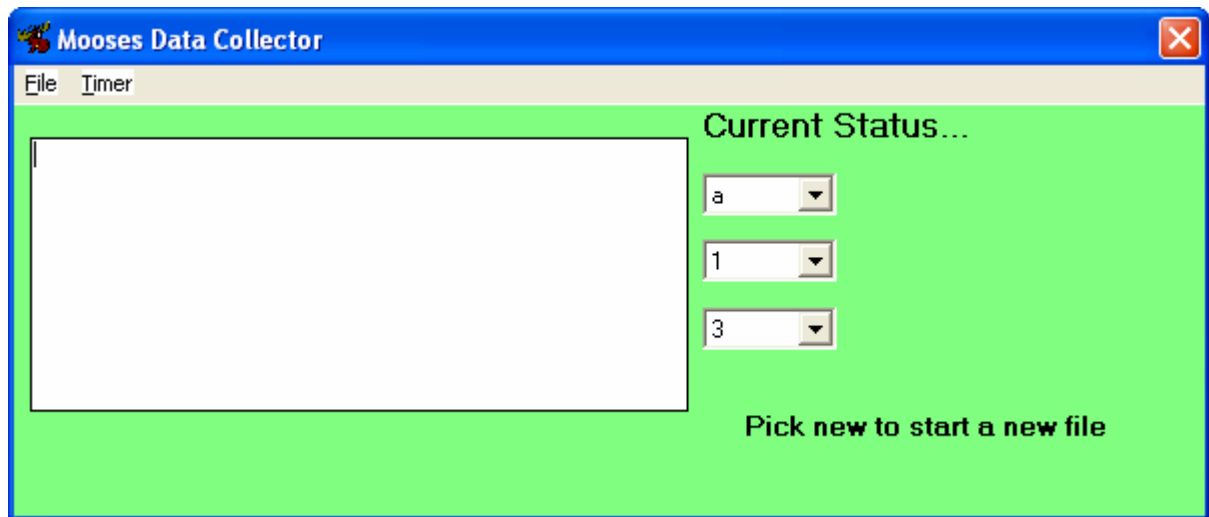 Mooses Data Collector
File Timer
Current Status...
a
1
3
Pick new to start a new file